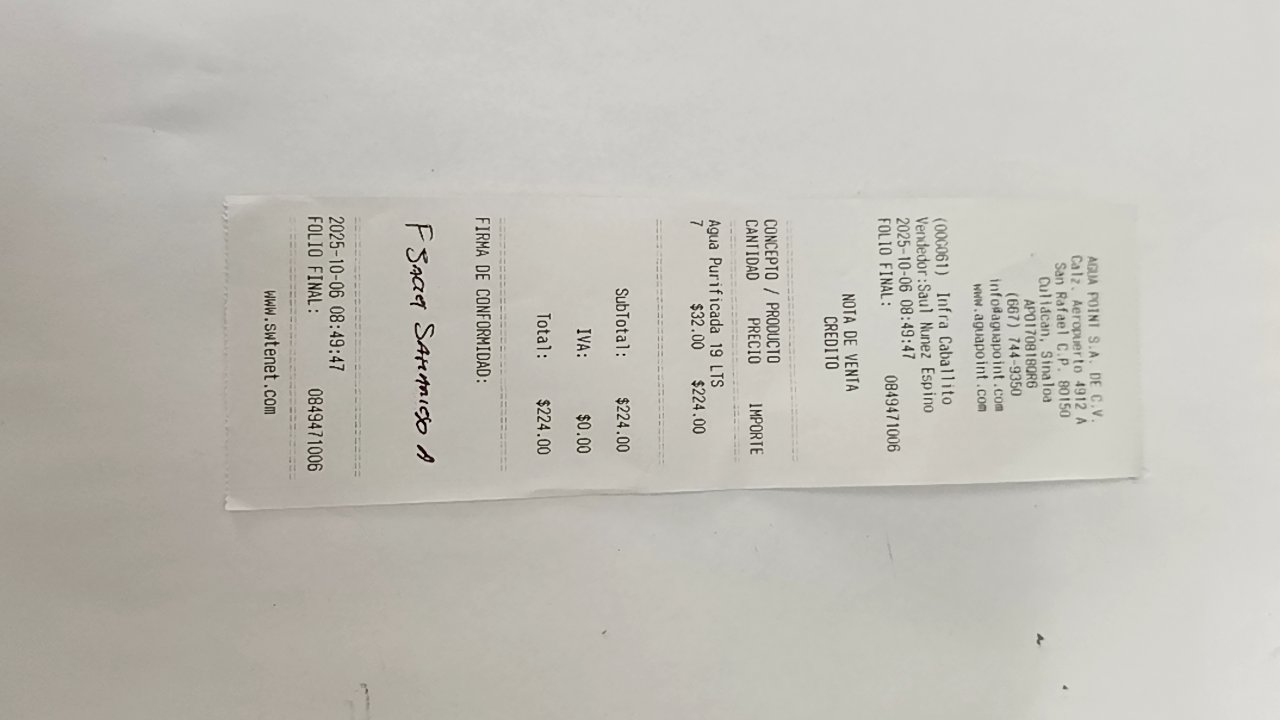 AGUA POINT S.A. DE C.V.
Calz. Aeropuerto 4912 A
San Rafael C.P. 80150
Culiacan, Sinaloa
APO170818QR6
(667) 744-9350
info@aguapoint.com
www.aguapoint.com
(000061) Infra Caballito
Vendedor:Saul Nunez Espino
2025-10-06 08:49:47
FOLIO FINAL: 0849471006
NOTA DE VENTA
CREDITO
CONCEPTO / PRODUCTO
CANTIDAD PRECIO IMPORTE
Agua Purificada 19 LTS
7 $32.00 $224.00
SubTotal: $224.00
IVA: $0.00
Total: $224.00
FIRMA DE CONFORMIDAD:
2025-10-06 08:49:47
FOLIO FINAL: 0849471006
www.swtenet.com